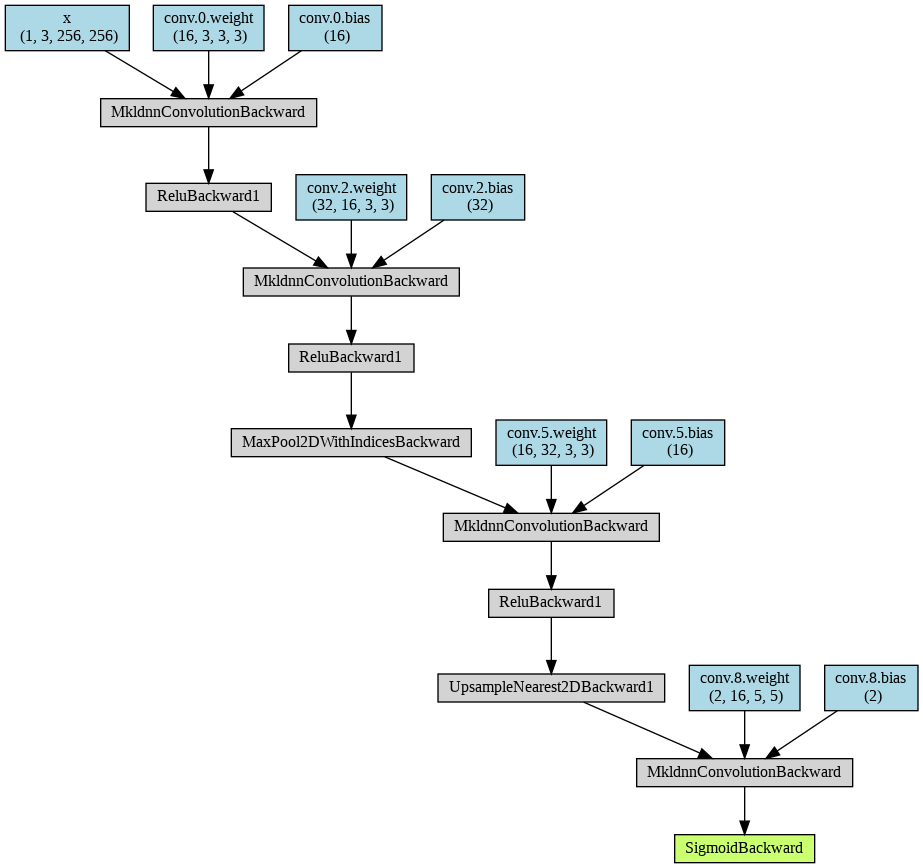 x
(1, 3, 256, 256)
conv.0.weight
(16, 3, 3, 3)
conv.0.bias
(16)
MkldnnConvolutionBackward
ReluBackward1
conv.2.weight
(32, 16, 3, 3)
conv.2.bias
(32)
MkldnnConvolutionBackward
ReluBackward1
MaxPool2DWithIndicesBackward
conv.5.weight
(16, 32, 3, 3)
conv.5.bias
(16)
MkldnnConvolutionBackward
ReluBackward1
UpsampleNearest2DBackward1
conv.8.weight
(2, 16, 5, 5)
conv.8.bias
(2)
MkldnnConvolutionBackward
SigmoidBackward